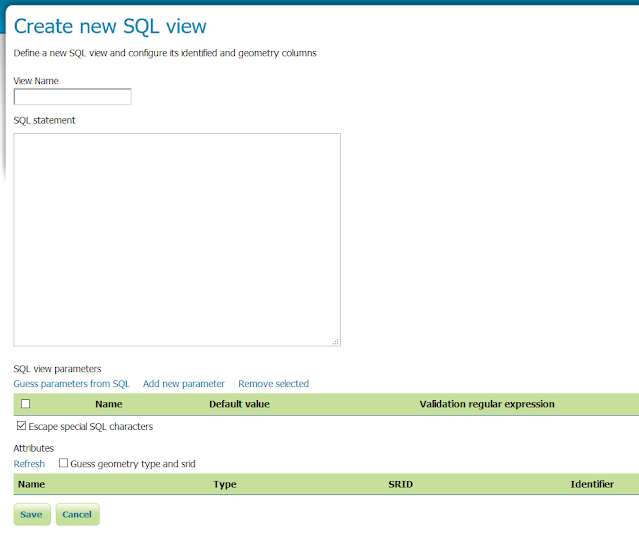 Create new SQL view
Define a new SQL view and configure its identified and geometry columns
View Name
SQL statement
SQL view parameters
Guess parameters from SQL Add new parameter Remove selected
Name Default value Validation regular expression
Escape special SQL characters
Attributes
Refresh Guess geometry type and srid
Name Type SRID Identifier
Save Cancel